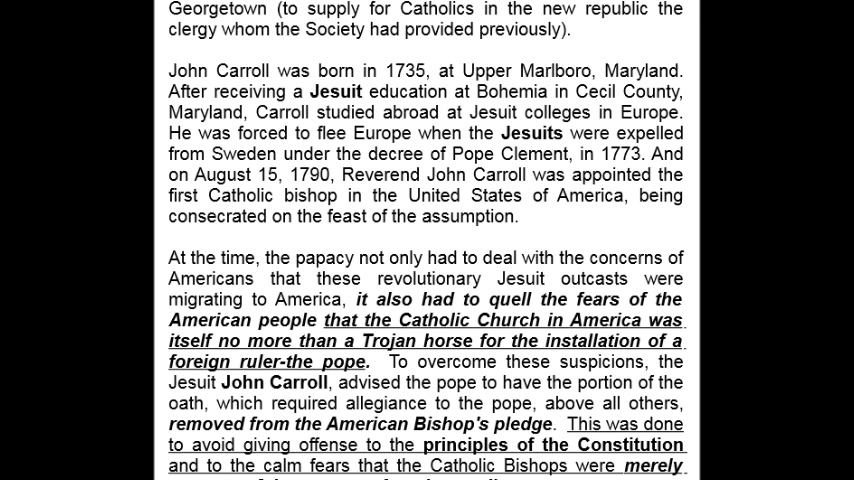 Georgetown (to supply for Catholics in the new republic the
clergy whom the Society had provided previously).
John Carroll was born in 1735, at Upper Marlboro, Maryland.
After receiving a Jesuit education at Bohemia in Cecil County,
Maryland, Carroll studied abroad at Jesuit colleges in Europe.
He was forced to flee Europe when the Jesuits were expelled
from Sweden under the decree of Pope Clement, in 1773. And
on August 15, 1790, Reverend John Carroll was appointed the
first Catholic bishop in the United States of America, being
consecrated on the feast of the assumption.
At the time, the papacy not only had to deal with the concerns of
Americans that these revolutionary Jesuit outcasts were
migrating to America, it also had to quell the fears of the
American people that the Catholic Church in America was
itself no more than a Trojan horse for the installation of a
foreign ruler-the pope. To overcome these suspicions, the
Jesuit John Carroll, advised the pope to have the portion of the
oath, which required allegiance to the pope, above all others,
removed from the American Bishop's pledge. This was done
to avoid giving offense to the principles of the Constitution
and to the calm fears that the Catholic Bishops were merely